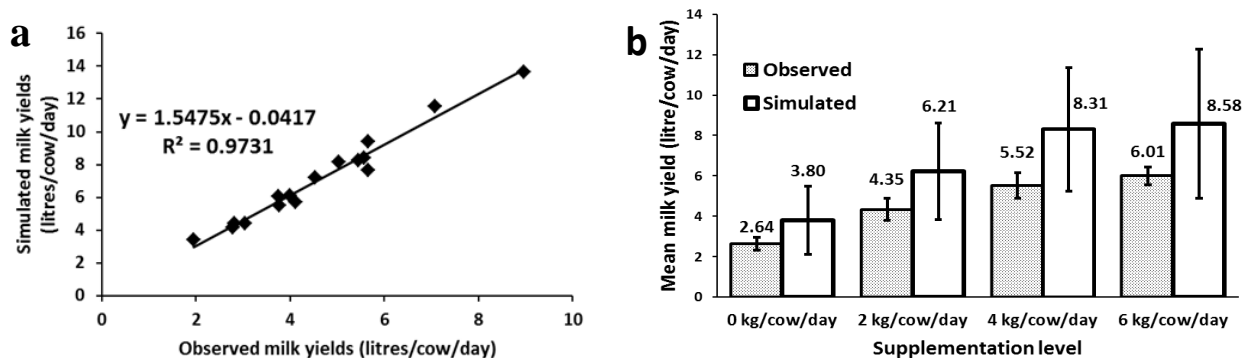 a
Simulated milk yields
(litres/cow/day)
16
14
12
10
8
6
4
2
0
y = 1.5475x - 0.0417
R² = 0.9731
0 2 4 6 8 10
Observed milk yields (litres/cow/day)
b
Mean milk yield (litre/cow/day)
14
12
10
8
6
4
2
0
Observed
Simulated
2.64
3.80
4.35
6.21
5.52
8.31
6.01
8.58
0 kg/cow/day 2 kg/cow/day 4 kg/cow/day 6 kg/cow/day
Supplementation level